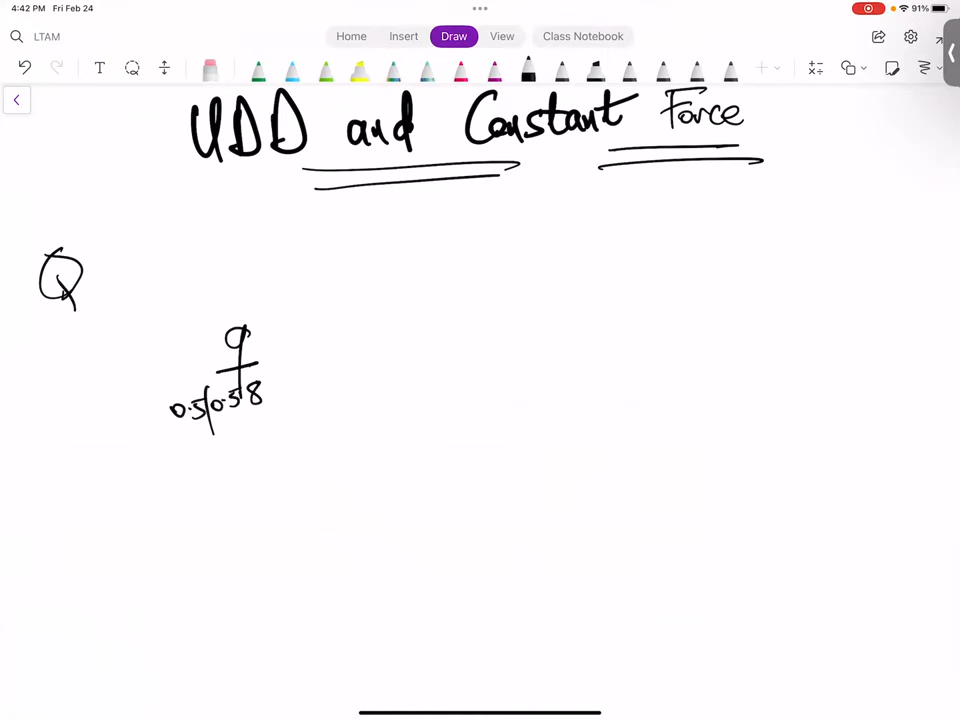 4:42 PM Fri Feb 24
91%
LTAM
Home Insert Draw View Class Notebook
T
UDD and Constant Force
Q
q
0.5|0.5 8